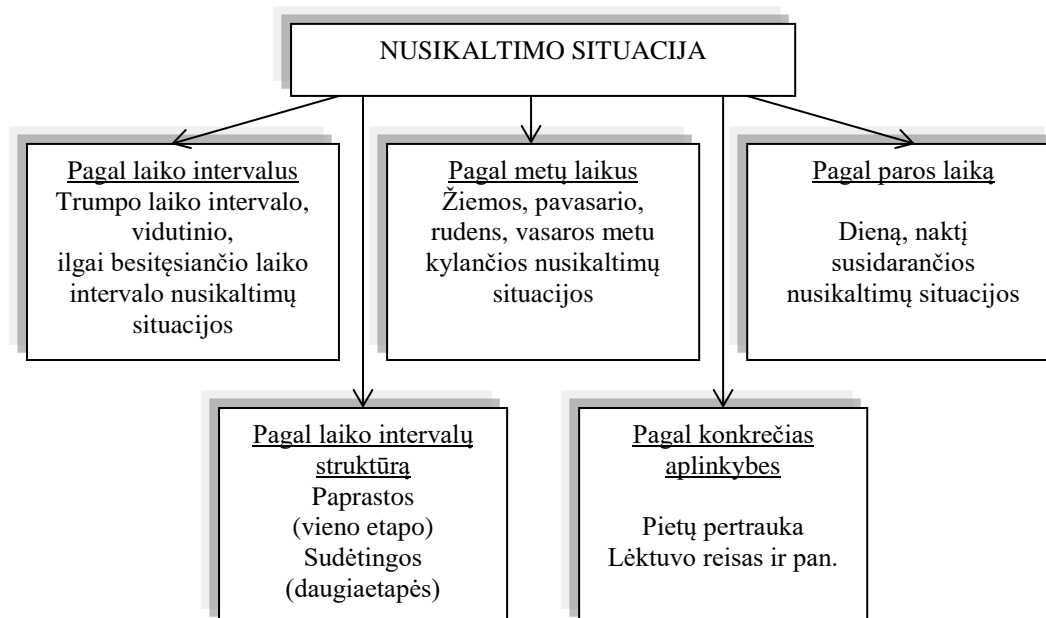 NUSIKALTIMO SITUACIJA
Pagal laiko intervalus
Trumpo laiko intervalo,
vidutinio,
ilgai besitęsiančio laiko
intervalo nusikaltimų
situacijos
Pagal metų laikus
Žiemos, pavasario,
rudens, vasaros metu
kylančios nusikaltimų
situacijos
Pagal paros laiką
Dieną, naktį
susidarančios
nusikaltimų situacijos
Pagal laiko intervalų
struktūrą
Paprastos
(vieno etapo)
Sudėtingos
(daugiaetapės)
Pagal konkrečias
aplinkybes
Pietų pertrauka
Lėktuvo reisas ir pan.